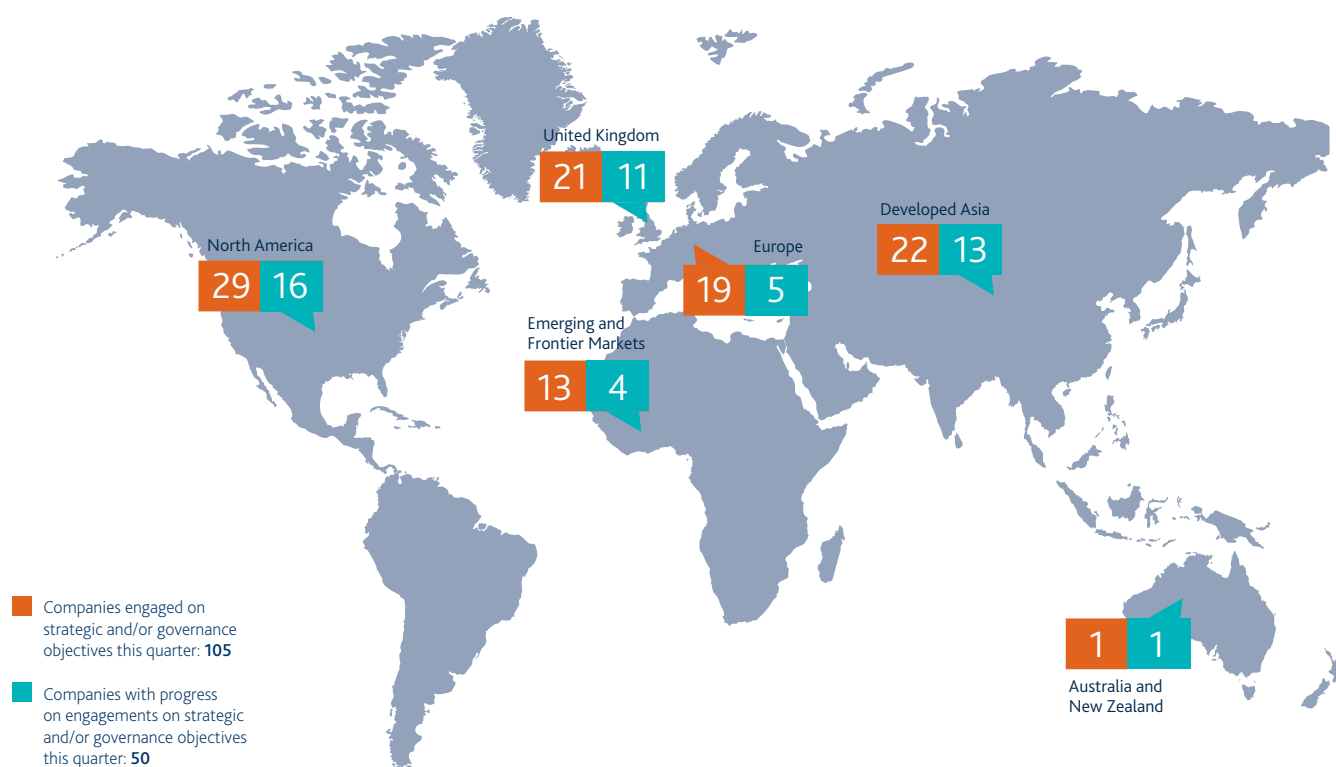 United Kingdom
21 11
Developed Asia
22 13
North America
29 16
Europe
19 5
Emerging and
Frontier Markets
13 4
Companies engaged on
strategic and/or governance
objectives this quarter: 105
Companies with progress
on engagements on strategic
and/or governance objectives
this quarter: 50
1 1
Australia and
New Zealand